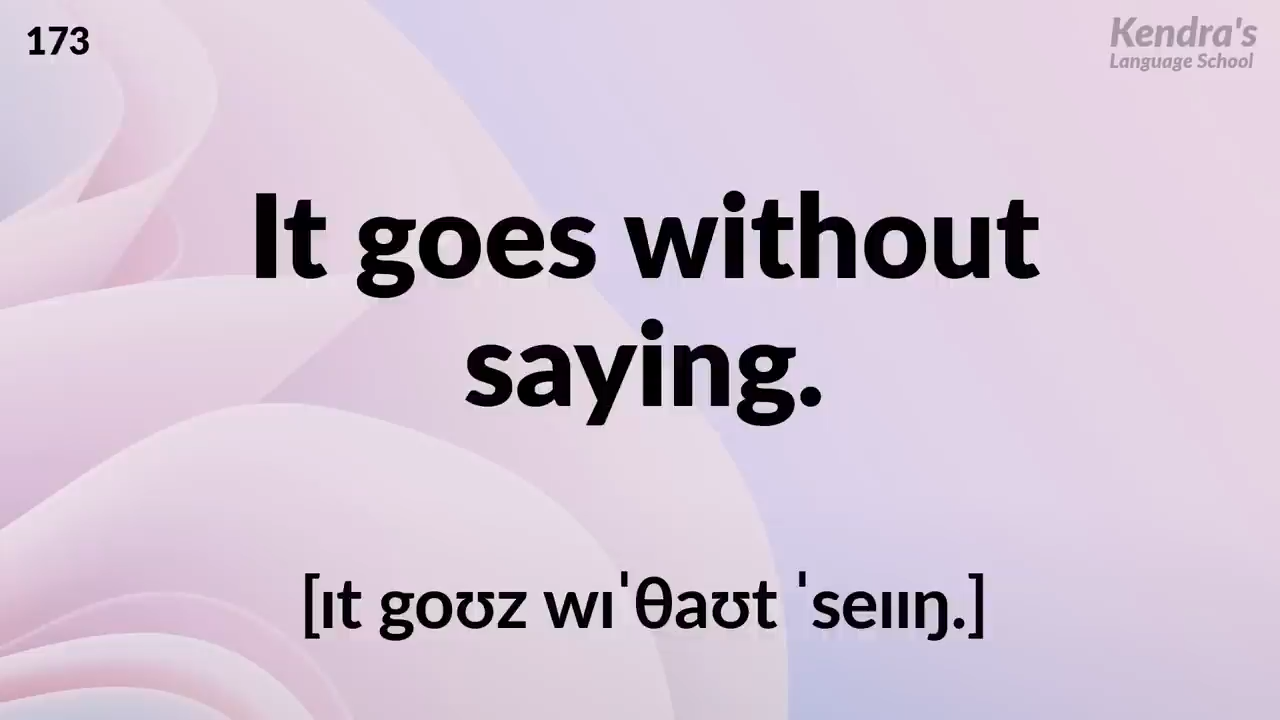 173
Kendra's
Language School
It goes without
saying.
[ɪt goʊz wɪˈθaʊt ˈseɪɪŋ.]